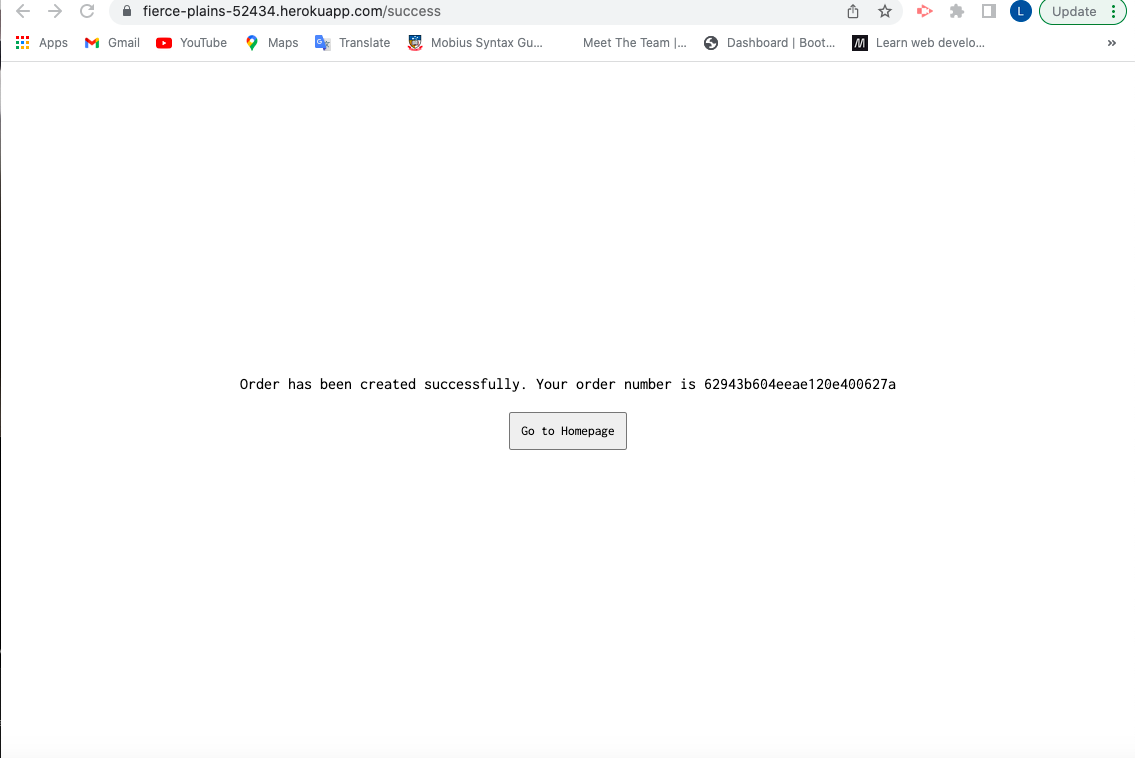 fierce-plains-52434.herokuapp.com/success
L
Update
Apps
Gmail
YouTube
Maps
Translate
Mobius Syntax Gu...
Meet The Team |...
Dashboard | Boot...
Learn web develo...
»
Order has been created successfully. Your order number is 62943b604eeae120e400627a
Go to Homepage